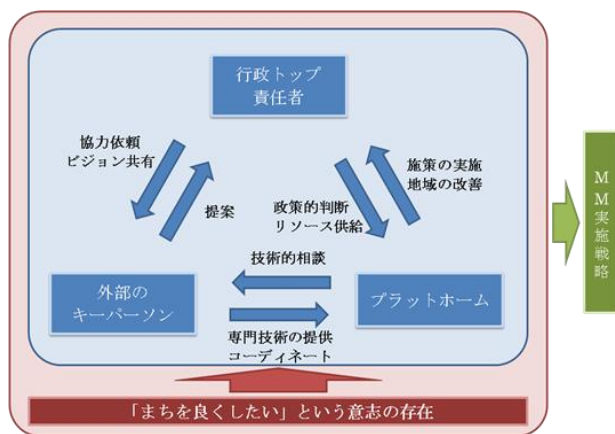 行政トップ
責任者
協力依頼
ビジョン共有
提案
政策的判断
リソース供給
施策の実施
地域の改善
技術的相談
外部の
キーパーソン
プラットホーム
専門技術の提供
コーディネート
「まちを良くしたい」という意志の存在
MM実施戦略